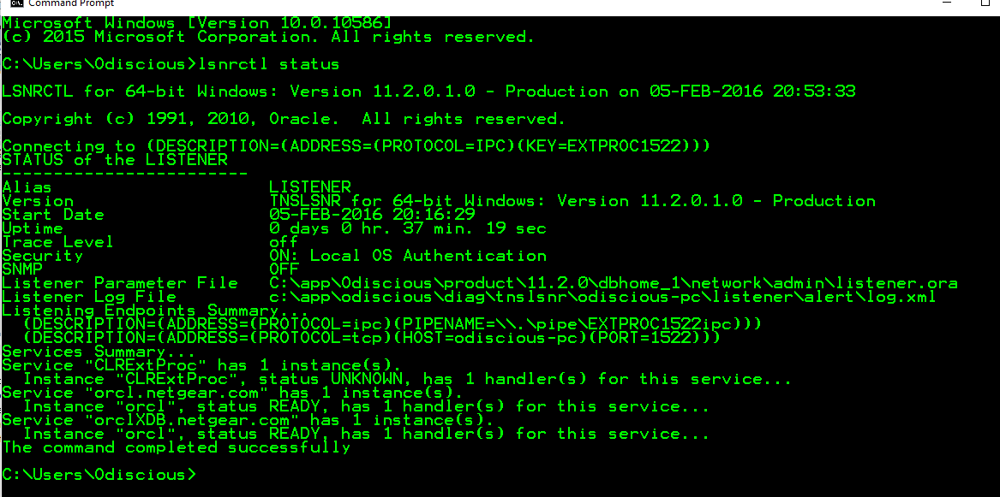 Command Prompt
Microsoft Windows [Version 10.0.10586]
(c) 2015 Microsoft Corporation. All rights reserved.
C:\Users\Odiscious>lsnrctl status
LSNRCTL for 64-bit Windows: Version 11.2.0.1.0 - Production on 05-FEB-2016 20:53:33
Copyright (c) 1991, 2010, Oracle.  All rights reserved.
Connecting to (DESCRIPTION=(ADDRESS=(PROTOCOL=IPC)(KEY=EXTPROC1522)))
STATUS of the LISTENER
------------------------
Alias                     LISTENER
Version                   TNSLSNR for 64-bit Windows: Version 11.2.0.1.0 - Production
Start Date                05-FEB-2016 20:16:29
Uptime                    0 days 0 hr. 37 min. 19 sec
Trace Level               off
Security                  ON: Local OS Authentication
SNMP                      OFF
Listener Parameter File   C:\app\Odiscious\product\11.2.0\dbhome_1\network\admin\listener.ora
Listener Log File         c:\app\odiscious\diag\tnslsnr\odiscious-pc\listener\alert\log.xml
Listening Endpoints Summary...
  (DESCRIPTION=(ADDRESS=(PROTOCOL=ipc)(PIPENAME=\\.\pipe\EXTPROC1522ipc)))
  (DESCRIPTION=(ADDRESS=(PROTOCOL=tcp)(HOST=odiscious-pc)(PORT=1522)))
Services Summary...
Service "CLRExtProc" has 1 instance(s).
  Instance "CLRExtProc", status UNKNOWN, has 1 handler(s) for this service...
Service "orcl.netgear.com" has 1 instance(s).
  Instance "orcl", status READY, has 1 handler(s) for this service...
Service "orclXDB.netgear.com" has 1 instance(s).
  Instance "orcl", status READY, has 1 handler(s) for this service...
The command completed successfully
C:\Users\Odiscious>